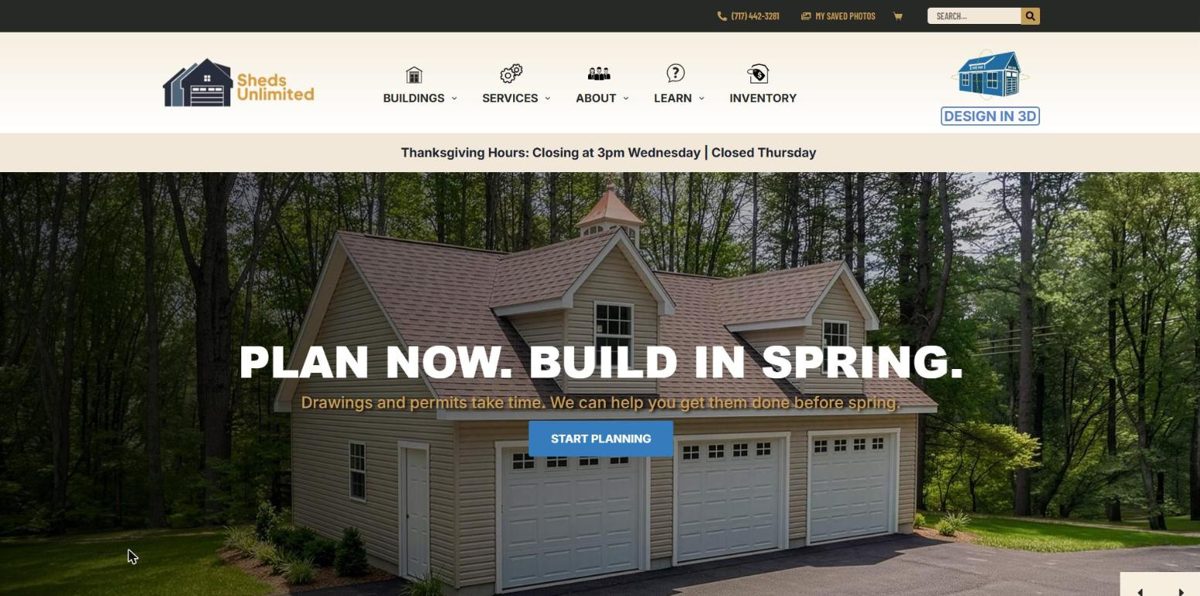 (717) 442-3281 MY SAVED PHOTOS SEARCH...
Sheds
Unlimited
BUILDINGS SERVICES ABOUT LEARN INVENTORY
DESIGN IN 3D
Thanksgiving Hours: Closing at 3pm Wednesday | Closed Thursday
PLAN NOW. BUILD IN SPRING.
Drawings and permits take time. We can help you get them done before spring.
START PLANNING